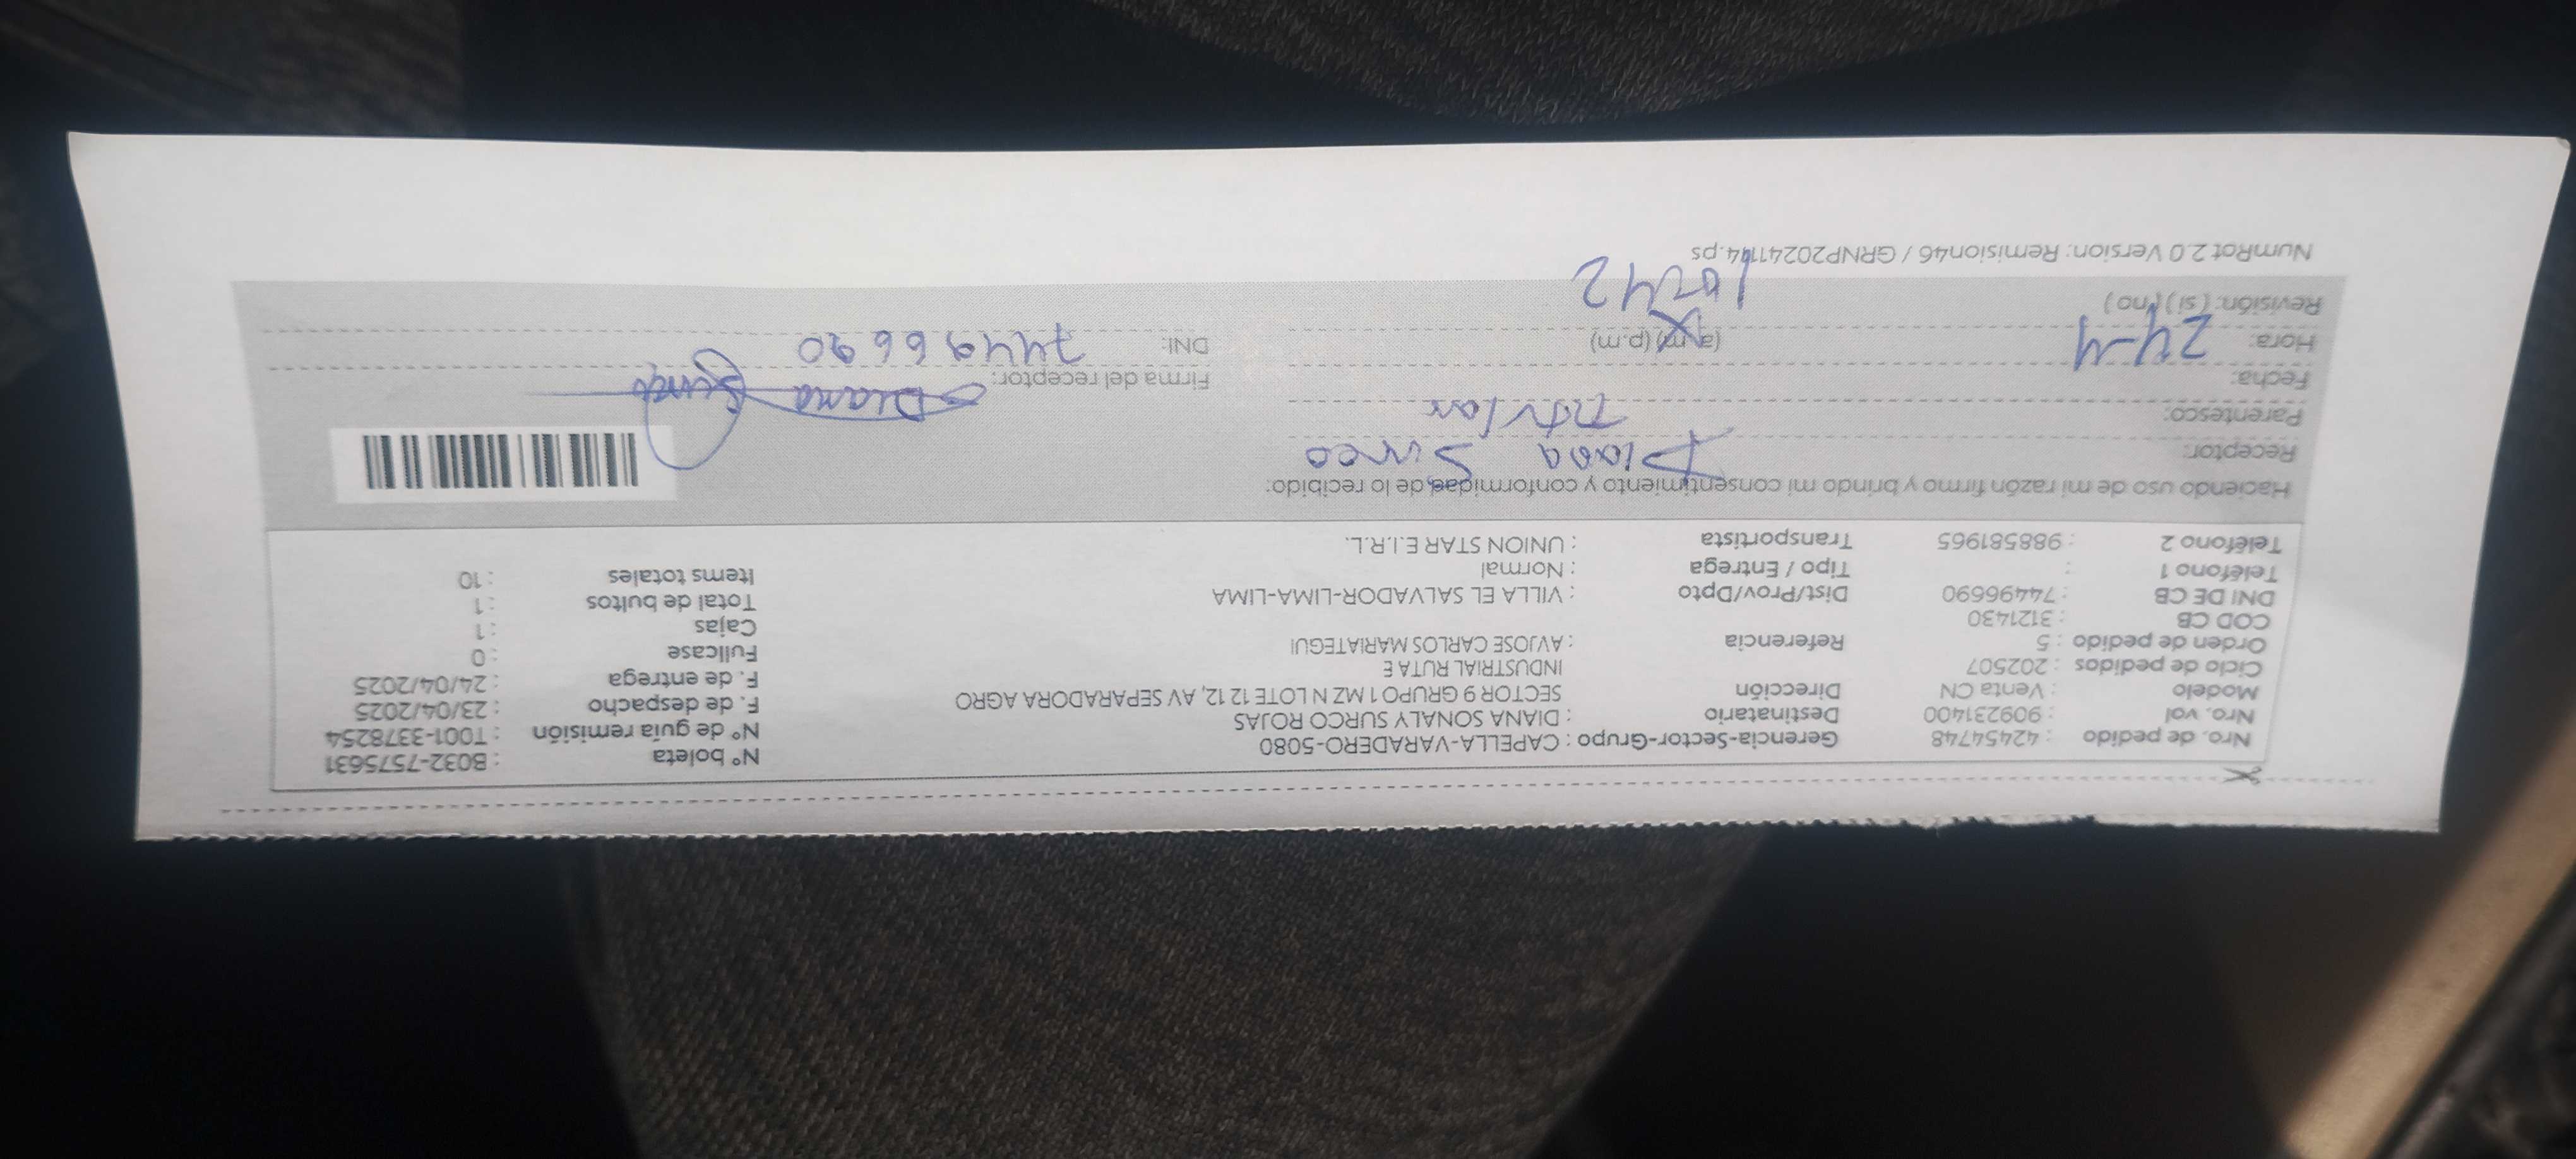 Nro. de pedido : 42454748 Gerencia-Sector-Grupo : CAPELLA-VARADERO-5080 N° boleta : B032-7575631
Nro. vol : 909231400 Destinatario : DIANA SONALY SURCO ROJAS N° de guía remisión : T001-3378254
Modelo : Venta CN Dirección SECTOR 9 GRUPO 1 MZ N LOTE 12 12, AV SEPARADORA AGRO F. de despacho : 23/04/2025
Ciclo de pedidos : 202507 INDUSTRIAL RUTA E F. de entrega : 24/04/2025
Orden de pedido : 5 Referencia : AVJOSE CARLOS MARIATEGUI Fullcase : 0
COD CB : 3121430 Cajas : 1
DNI DE CB : 74496690 Dist/Prov/Dpto : VILLA EL SALVADOR-LIMA-LIMA Total de bultos : 1
Teléfono 1 : Tipo / Entrega : Normal Items totales : 10
Teléfono 2 : 988581965 Transportista : UNION STAR E.I.R.L.
Haciendo uso de mi razón firmo y brindo mi consentimiento y conformidad de lo recibido:
Receptor: Diana Surco
Parentesco: Titular
Fecha: 24-4 Firma del receptor: Diana Surco
Hora: (a.m) (p.m) DNI: 74496690
Revisión: (si) (no) 10:42
NumRot 2.0 Version: Remision46 / GRNP20241114.ps